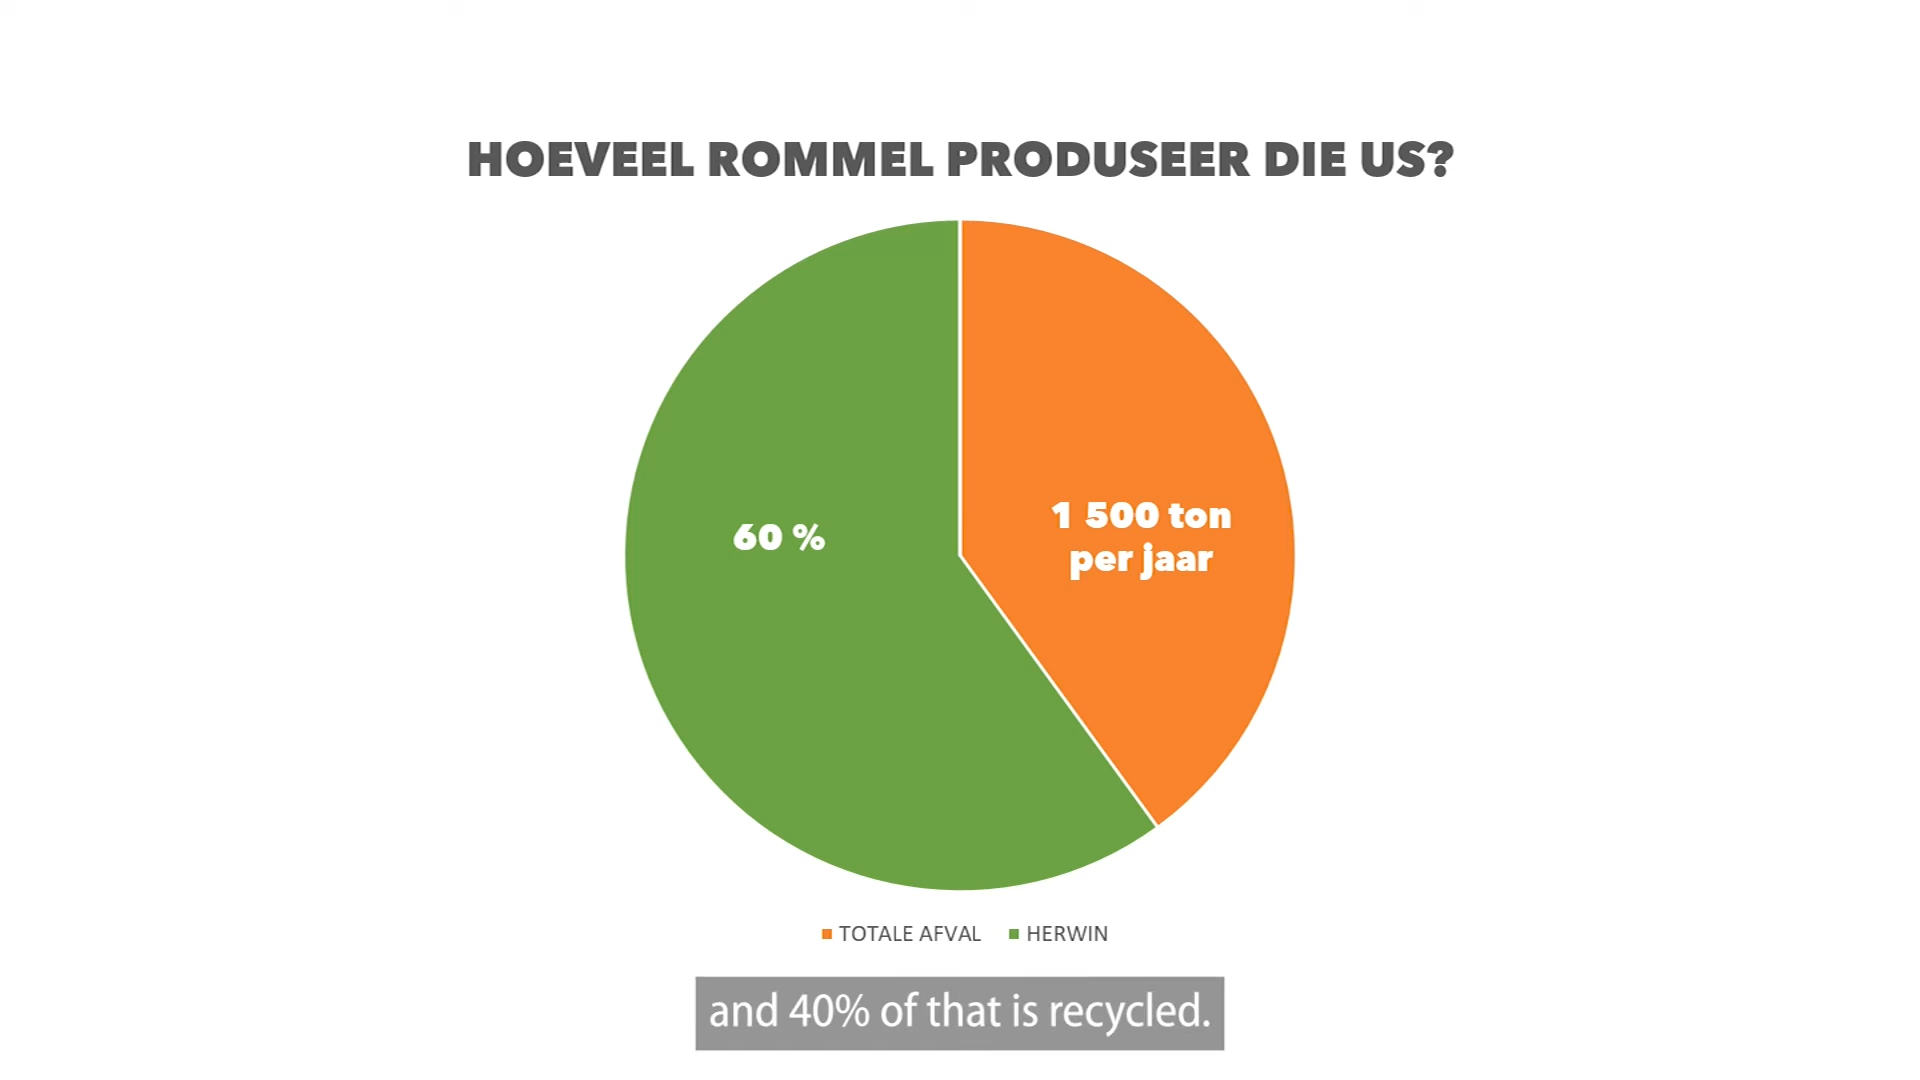 HOEVEEL ROMMEL PRODUSEER DIE US?
60 %
1 500 ton
per jaar
TOTALE AFVAL HERWIN
and 40% of that is recycled.